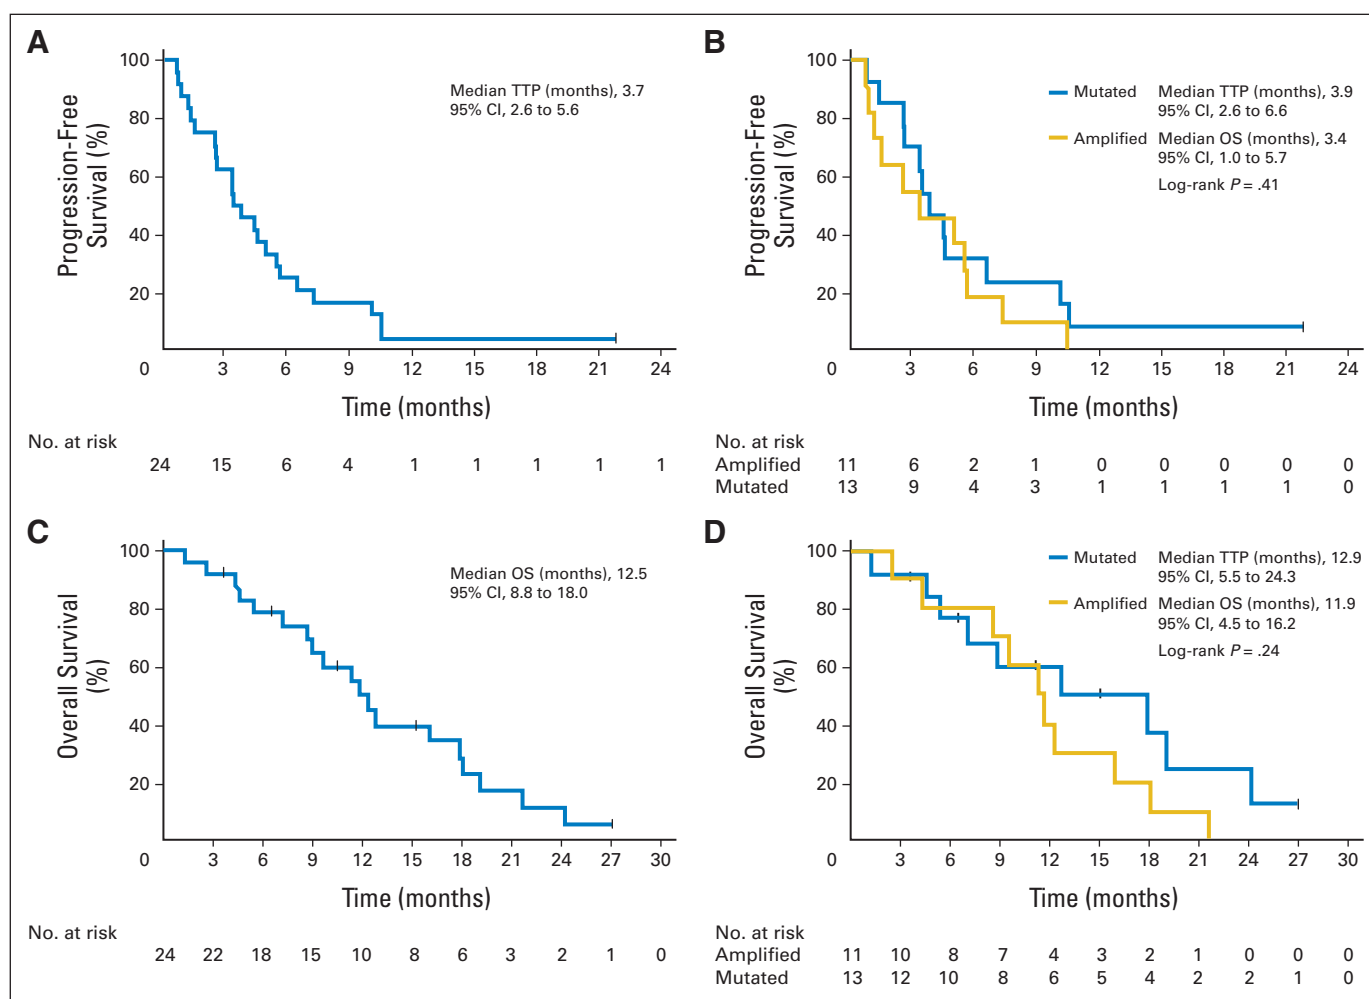 A
100
80
60
40
20
0
Progression-Free
Survival (%)
Median TTP (months), 3.7
95% CI, 2.6 to 5.6
3 6 9 12 15 18 21 24
Time (months)
No. at risk
24 15 6 4 1 1 1 1 1
B
100
80
60
40
20
0
Progression-Free
Survival (%)
Mutated Median TTP (months), 3.9
95% CI, 2.6 to 6.6
Amplified Median OS (months), 3.4
95% CI, 1.0 to 5.7
Log-rank P = .41
3 6 9 12 15 18 21 24
Time (months)
No. at risk
Amplified 11 6 2 1 0 0 0 0 0
Mutated 13 9 4 3 1 1 1 1 0
C
100
80
60
40
20
0
Overall Survival
(%)
Median OS (months), 12.5
95% CI, 8.8 to 18.0
3 6 9 12 15 18 21 24 27 30
Time (months)
No. at risk
24 22 18 15 10 8 6 3 2 1 0
D
100
80
60
40
20
0
Overall Survival
(%)
Mutated Median TTP (months), 12.9
95% CI, 5.5 to 24.3
Amplified Median OS (months), 11.9
95% CI, 4.5 to 16.2
Log-rank P = .24
3 6 9 12 15 18 21 24 27 30
Time (months)
No. at risk
Amplified 11 10 8 7 4 3 2 1 0 0 0
Mutated 13 12 10 8 6 5 4 2 2 1 0